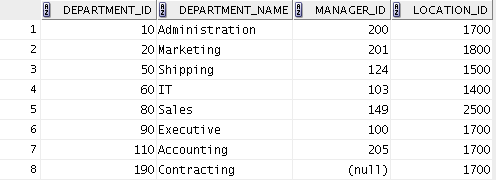 DEPARTMENT_ID DEPARTMENT_NAME MANAGER_ID LOCATION_ID
1 10 Administration 200 1700
2 20 Marketing 201 1800
3 50 Shipping 124 1500
4 60 IT 103 1400
5 80 Sales 149 2500
6 90 Executive 100 1700
7 110 Accounting 205 1700
8 190 Contracting (null) 1700